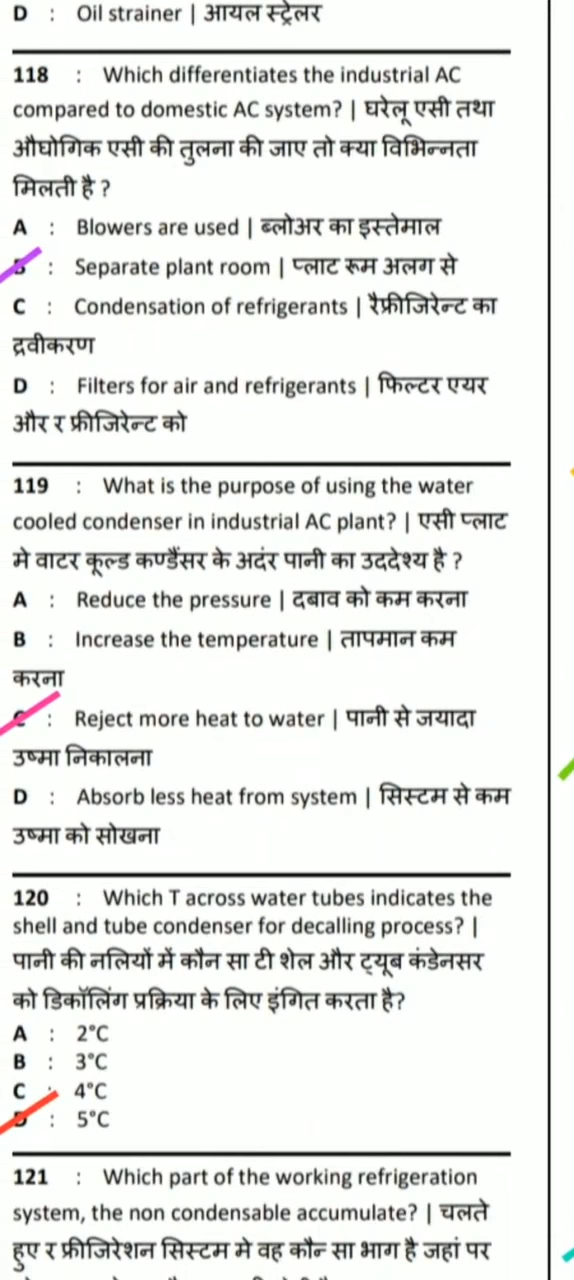 D : Oil strainer | आयल स्ट्रेलर
118 : Which differentiates the industrial AC
compared to domestic AC system? | घरेलू एसी तथा
औघोगिक एसी की तुलना की जाए तो क्या विभिन्नता
मिलती है ?
A : Blowers are used | ब्लोअर का इस्तेमाल
B : Separate plant room | प्लाट रूम अलग से
C : Condensation of refrigerants | रैफ्रीजिरेन्ट का
द्रवीकरण
D : Filters for air and refrigerants | फिल्टर एयर
और र फ्रीजिरेन्ट को
119 : What is the purpose of using the water
cooled condenser in industrial AC plant? | एसी प्लाट
मे वाटर कूल्ड कण्डैंसर के अदंर पानी का उददेश्य है ?
A : Reduce the pressure | दबाव को कम करना
B : Increase the temperature | तापमान कम
करना
C : Reject more heat to water | पानी से जयादा
उष्मा निकालना
D : Absorb less heat from system | सिस्टम से कम
उष्मा को सोखना
120 : Which T across water tubes indicates the
shell and tube condenser for decalling process? |
पानी की नलियों में कौन सा टी शेल और ट्यूब कंडेनसर
को डिकॉलिंग प्रक्रिया के लिए इंगित करता है?
A : 2°C
B : 3°C
C : 4°C
D : 5°C
121 : Which part of the working refrigeration
system, the non condensable accumulate? | चलते
हुए र फ्रीजिरेशन सिस्टम मे वह कौन सा भाग है जहां पर